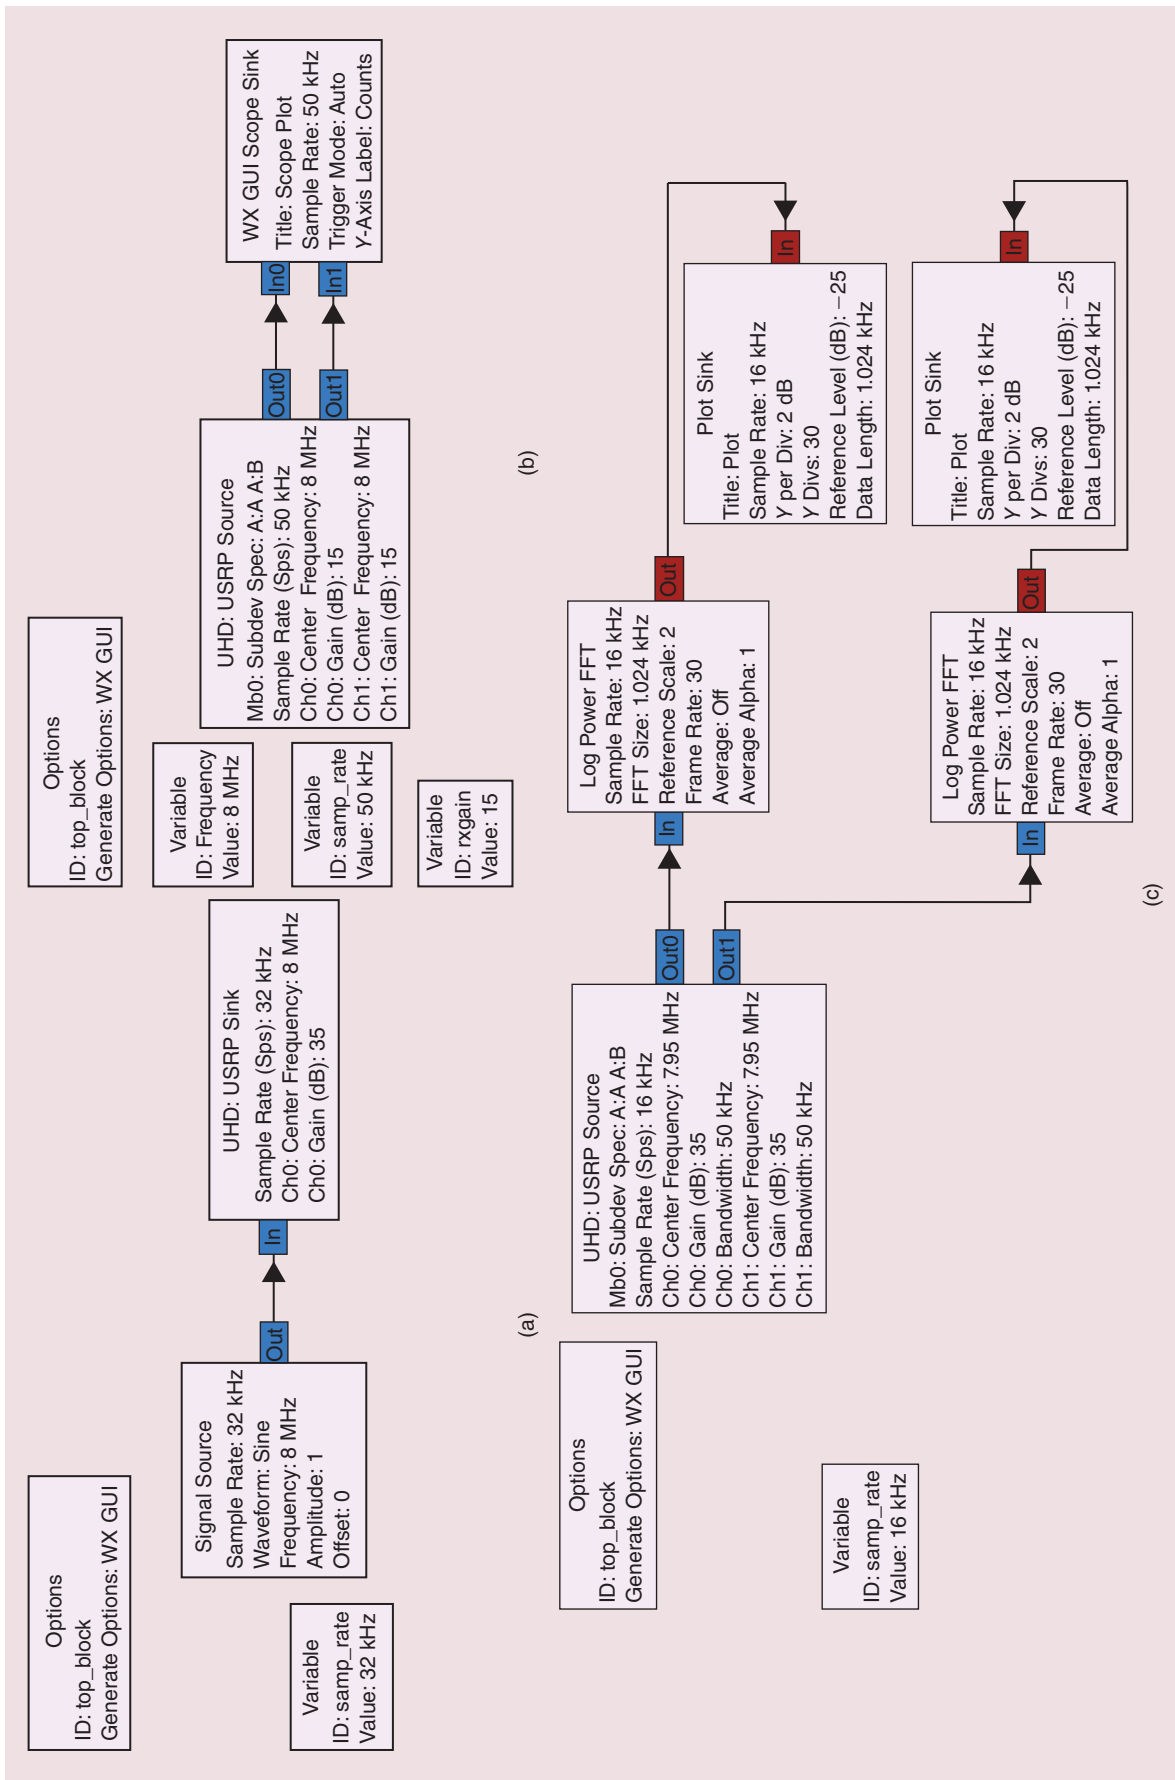 Options
ID: top_block
Generate Options: WX GUI
Variable
ID: samp_rate
Value: 32 kHz
Signal Source
Sample Rate: 32 kHz
Waveform: Sine
Frequency: 8 MHz
Amplitude: 1
Offset: 0
Out
In
UHD: USRP Sink
Sample Rate (Sps): 32 kHz
Ch0: Center Frequency: 8 MHz
Ch0: Gain (dB): 35
(a)
Options
ID: top_block
Generate Options: WX GUI
Variable
ID: Frequency
Value: 8 MHz
Variable
ID: samp_rate
Value: 50 kHz
Variable
ID: rxgain
Value: 15
UHD: USRP Source
Mb0: Subdev Spec: A:A A:B
Sample Rate (Sps): 50 kHz
Ch0: Center Frequency: 8 MHz
Ch0: Gain (dB): 15
Ch1: Center Frequency: 8 MHz
Ch1: Gain (dB): 15
Out0
Out1
In0
In1
WX GUI Scope Sink
Title: Scope Plot
Sample Rate: 50 kHz
Trigger Mode: Auto
Y-Axis Label: Counts
(b)
Options
ID: top_block
Generate Options: WX GUI
Variable
ID: samp_rate
Value: 16 kHz
UHD: USRP Source
Mb0: Subdev Spec: A:A A:B
Sample Rate (Sps): 16 kHz
Ch0: Center Frequency: 7.95 MHz
Ch0: Gain (dB): 35
Ch0: Bandwidth: 50 kHz
Ch1: Center Frequency: 7.95 MHz
Ch1: Gain (dB): 35
Ch1: Bandwidth: 50 kHz
Out0
Out1
In
Log Power FFT
Sample Rate: 16 kHz
FFT Size: 1.024 kHz
Reference Scale: 2
Frame Rate: 30
Average: Off
Average Alpha: 1
Out
In
Plot Sink
Title: Plot
Sample Rate: 16 kHz
Y per Div: 2 dB
Y Divs: 30
Reference Level (dB): −25
Data Length: 1.024 kHz
In
Log Power FFT
Sample Rate: 16 kHz
FFT Size: 1.024 kHz
Reference Scale: 2
Frame Rate: 30
Average: Off
Average Alpha: 1
Out
In
Plot Sink
Title: Plot
Sample Rate: 16 kHz
Y per Div: 2 dB
Y Divs: 30
Reference Level (dB): −25
Data Length: 1.024 kHz
(c)